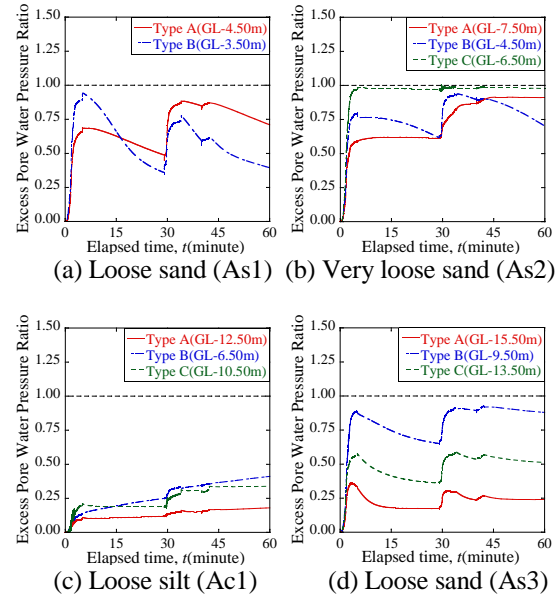 1.50
Type A(GL-4.50m)
Type B(GL-3.50m)
1.25
1.00
0.75
0.50
0.25
0.00
0 15 30 45 60
Excess Pore Water Pressure Ratio
Elapsed time, t(minute)
(a) Loose sand (As1)
1.50
Type A(GL-7.50m)
Type B(GL-4.50m)
Type C(GL-6.50m)
1.25
1.00
0.75
0.50
0.25
0.00
0 15 30 45 60
Excess Pore Water Pressure Ratio
Elapsed time, t(minute)
(b) Very loose sand (As2)
1.50
Type A(GL-12.50m)
Type B(GL-6.50m)
Type C(GL-10.50m)
1.25
1.00
0.75
0.50
0.25
0.00
0 15 30 45 60
Excess Pore Water Pressure Ratio
Elapsed time, t(minute)
(c) Loose silt (Ac1)
1.50
Type A(GL-15.50m)
Type B(GL-9.50m)
Type C(GL-13.50m)
1.25
1.00
0.75
0.50
0.25
0.00
0 15 30 45 60
Excess Pore Water Pressure Ratio
Elapsed time, t(minute)
(d) Loose sand (As3)